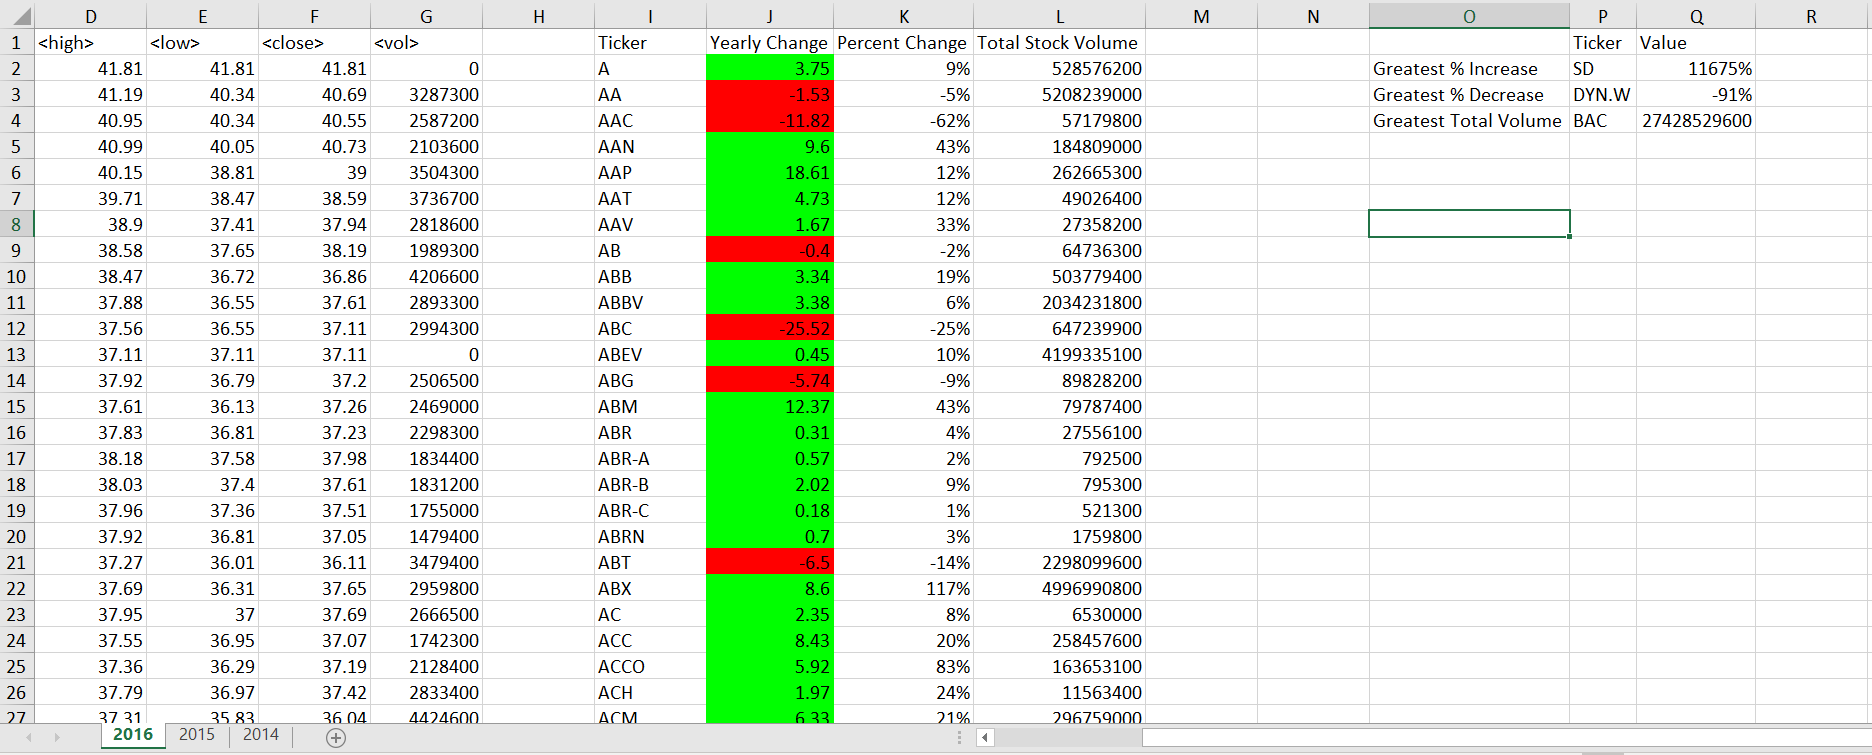 D E F G H I J K L M N O P Q R
1 <high> <low> <close> <vol> Ticker Yearly Change Percent Change Total Stock Volume Ticker Value
2 41.81 41.81 41.81 0 A 3.75 9% 528576200 Greatest % Increase SD 11675%
3 41.19 40.34 40.69 3287300 AA -1.53 -5% 5208239000 Greatest % Decrease DYN.W -91%
4 40.95 40.34 40.55 2587200 AAC -11.82 -62% 57179800 Greatest Total Volume BAC 27428529600
5 40.99 40.05 40.73 2103600 AAN 9.6 43% 184809000
6 40.15 38.81 39 3504300 AAP 18.61 12% 262665300
7 39.71 38.47 38.59 3736700 AAT 4.73 12% 49026400
8 38.9 37.41 37.94 2818600 AAV 1.67 33% 27358200
9 38.58 37.65 38.19 1989300 AB -0.4 -2% 64736300
10 38.47 36.72 36.86 4206600 ABB 3.34 19% 503779400
11 37.88 36.55 37.61 2893300 ABBV 3.38 6% 2034231800
12 37.56 36.55 37.11 2994300 ABC -25.52 -25% 647239900
13 37.11 37.11 37.11 0 ABEV 0.45 10% 4199335100
14 37.92 36.79 37.2 2506500 ABG -5.74 -9% 89828200
15 37.61 36.13 37.26 2469000 ABM 12.37 43% 79787400
16 37.83 36.81 37.23 2298300 ABR 0.31 4% 27556100
17 38.18 37.58 37.98 1834400 ABR-A 0.57 2% 792500
18 38.03 37.4 37.61 1831200 ABR-B 2.02 9% 795300
19 37.96 37.36 37.51 1755000 ABR-C 0.18 1% 521300
20 37.92 36.81 37.05 1479400 ABRN 0.7 3% 1759800
21 37.27 36.01 36.11 3479400 ABT -6.5 -14% 2298099600
22 37.69 36.31 37.65 2959800 ABX 8.6 117% 4996990800
23 37.95 37 37.69 2666500 AC 2.35 8% 6530000
24 37.55 36.95 37.07 1742300 ACC 8.43 20% 258457600
25 37.36 36.29 37.19 2128400 ACCO 5.92 83% 163653100
26 37.79 36.97 37.42 2833400 ACH 1.97 24% 11563400
27 37.31 35.83 36.04 4424600 ACM 6.33 21% 296759000
2016 2015 2014